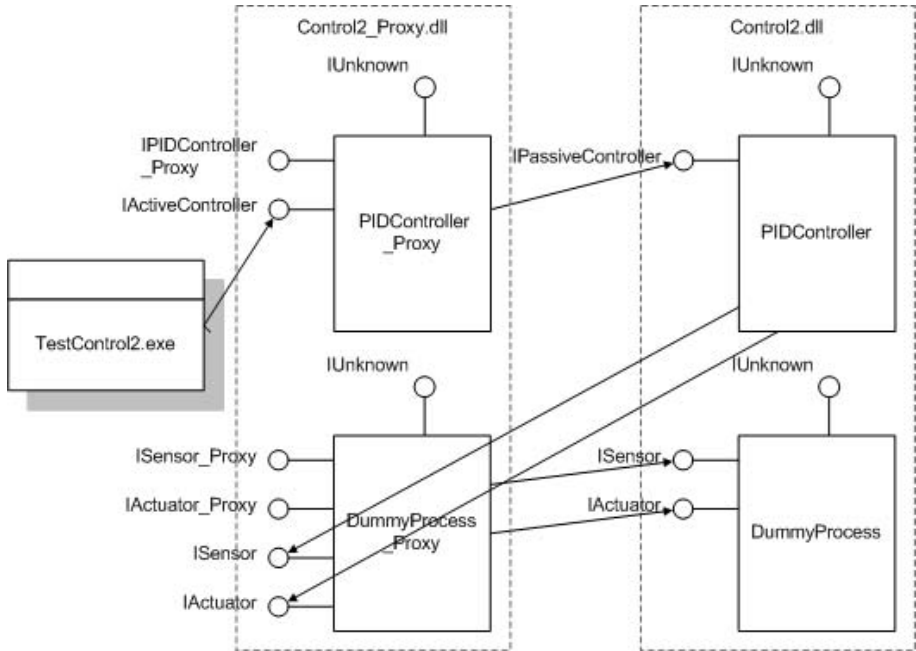 Control2_Proxy.dll
Control2.dll
IUnknown
IUnknown
IPIDController
_Proxy
IPassiveController
IActiveController
PIDController
_Proxy
PIDController
TestControl2.exe
IUnknown
IUnknown
ISensor_Proxy
ISensor
IActuator_Proxy
IActuator
DummyProcess
_Proxy
DummyProcess
ISensor
IActuator